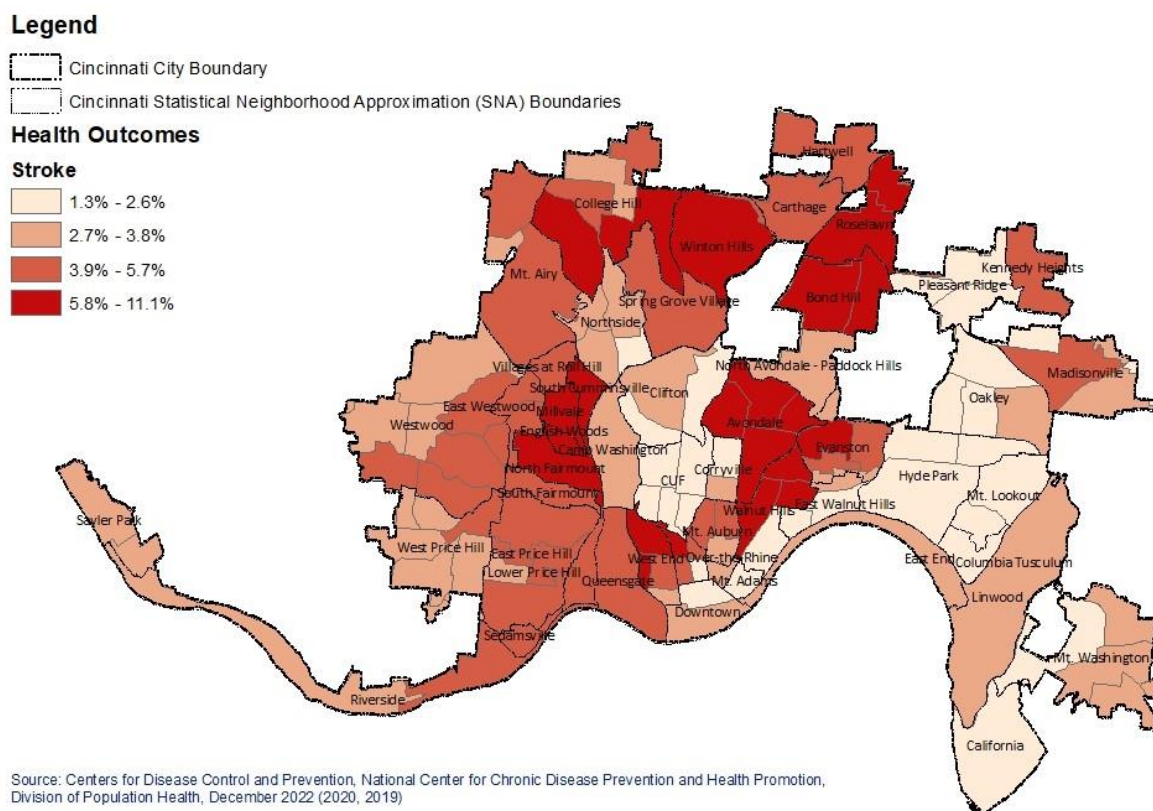 Legend
Cincinnati City Boundary
Cincinnati Statistical Neighborhood Approximation (SNA) Boundaries
Health Outcomes
Stroke
1.3% - 2.6%
2.7% - 3.8%
3.9% - 5.7%
5.8% - 11.1%
Hartwell
College Hill
Carthage
Roselawn
Winton Hills
Mt. Airy
Kennedy Heights
Pleasant Ridge
Bond Hill
Spring Grove Village
Northside
Villages at Roll Hill
North Avondale - Paddock Hills
Madisonville
South Cumminsville
Clifton
Oakley
East Westwood
Millvale
Westwood
Avondale
English Woods
Camp Washington
Evanston
North Fairmount
Corryville
Hyde Park
CUF
South Fairmount
Mt. Lookout
East Walnut Hills
Walnut Hills
Sayler Park
Mt. Auburn
West Price Hill
East Price Hill
West End
Over-the-Rhine
East End
Columbia Tusculum
Lower Price Hill
Queensgate
Mt. Adams
Linwood
Downtown
Sedamsville
Mt. Washington
Riverside
California
Source: Centers for Disease Control and Prevention, National Center for Chronic Disease Prevention and Health Promotion,
Division of Population Health, December 2022 (2020, 2019)